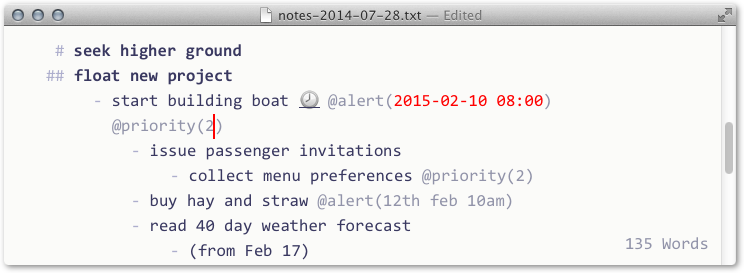 notes-2014-07-28.txt — Edited
# seek higher ground
## float new project
- start building boat 🕘 @alert(2015-02-10 08:00)
@priority(2)
- issue passenger invitations
- collect menu preferences @priority(2)
- buy hay and straw @alert(12th feb 10am)
- read 40 day weather forecast
- (from Feb 17)
135 Words